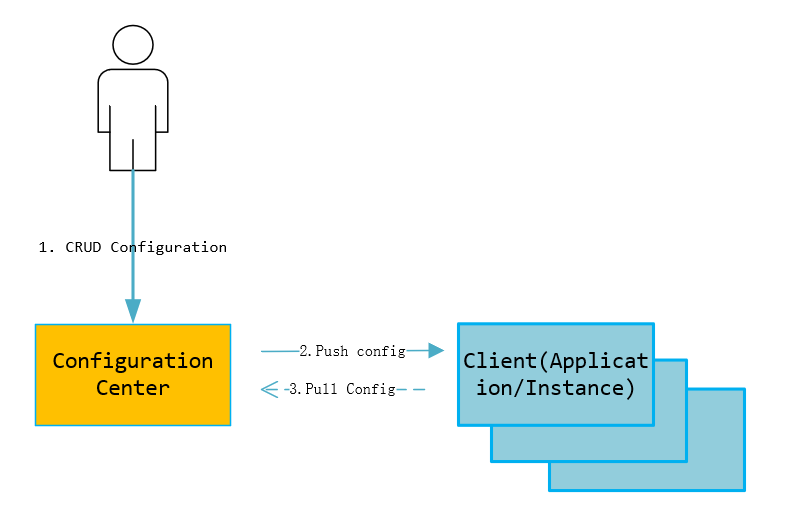 1. CRUD Configuration
Configuration
Center
2.Push config
3.Pull Config
Client(Applicat
ion/Instance)